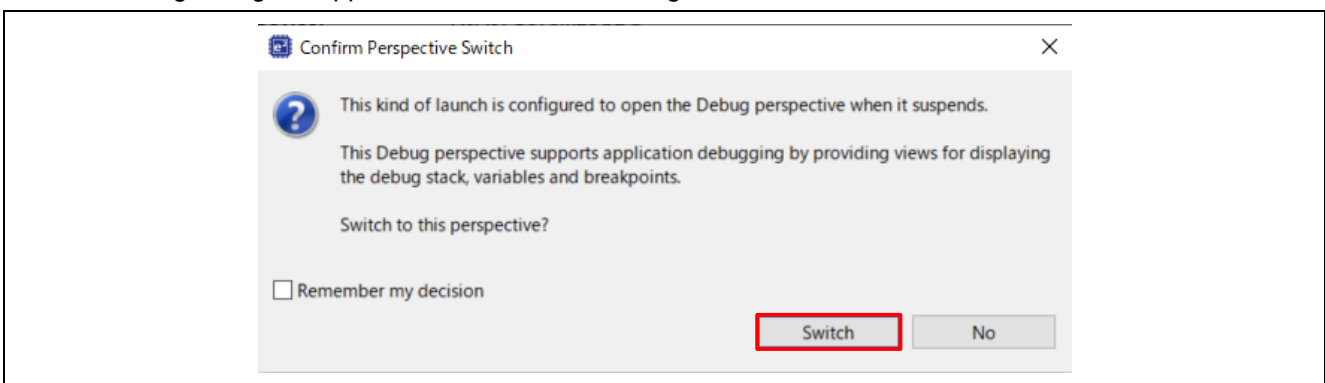 Confirm Perspective Switch
This kind of launch is configured to open the Debug perspective when it suspends.
This Debug perspective supports application debugging by providing views for displaying
the debug stack, variables and breakpoints.
Switch to this perspective?
Remember my decision
Switch No